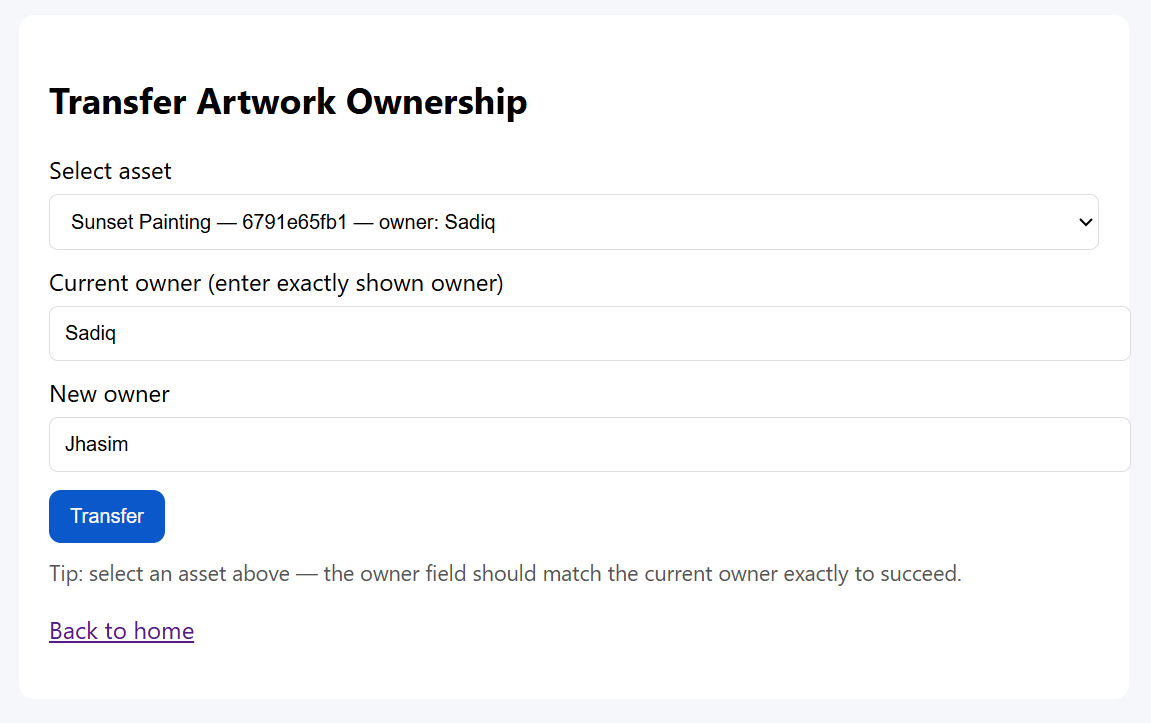 Transfer Artwork Ownership
Select asset
Sunset Painting — 6791e65fb1 — owner: Sadiq
Current owner (enter exactly shown owner)
Sadiq
New owner
Jhasim
Transfer
Tip: select an asset above — the owner field should match the current owner exactly to succeed.
Back to home